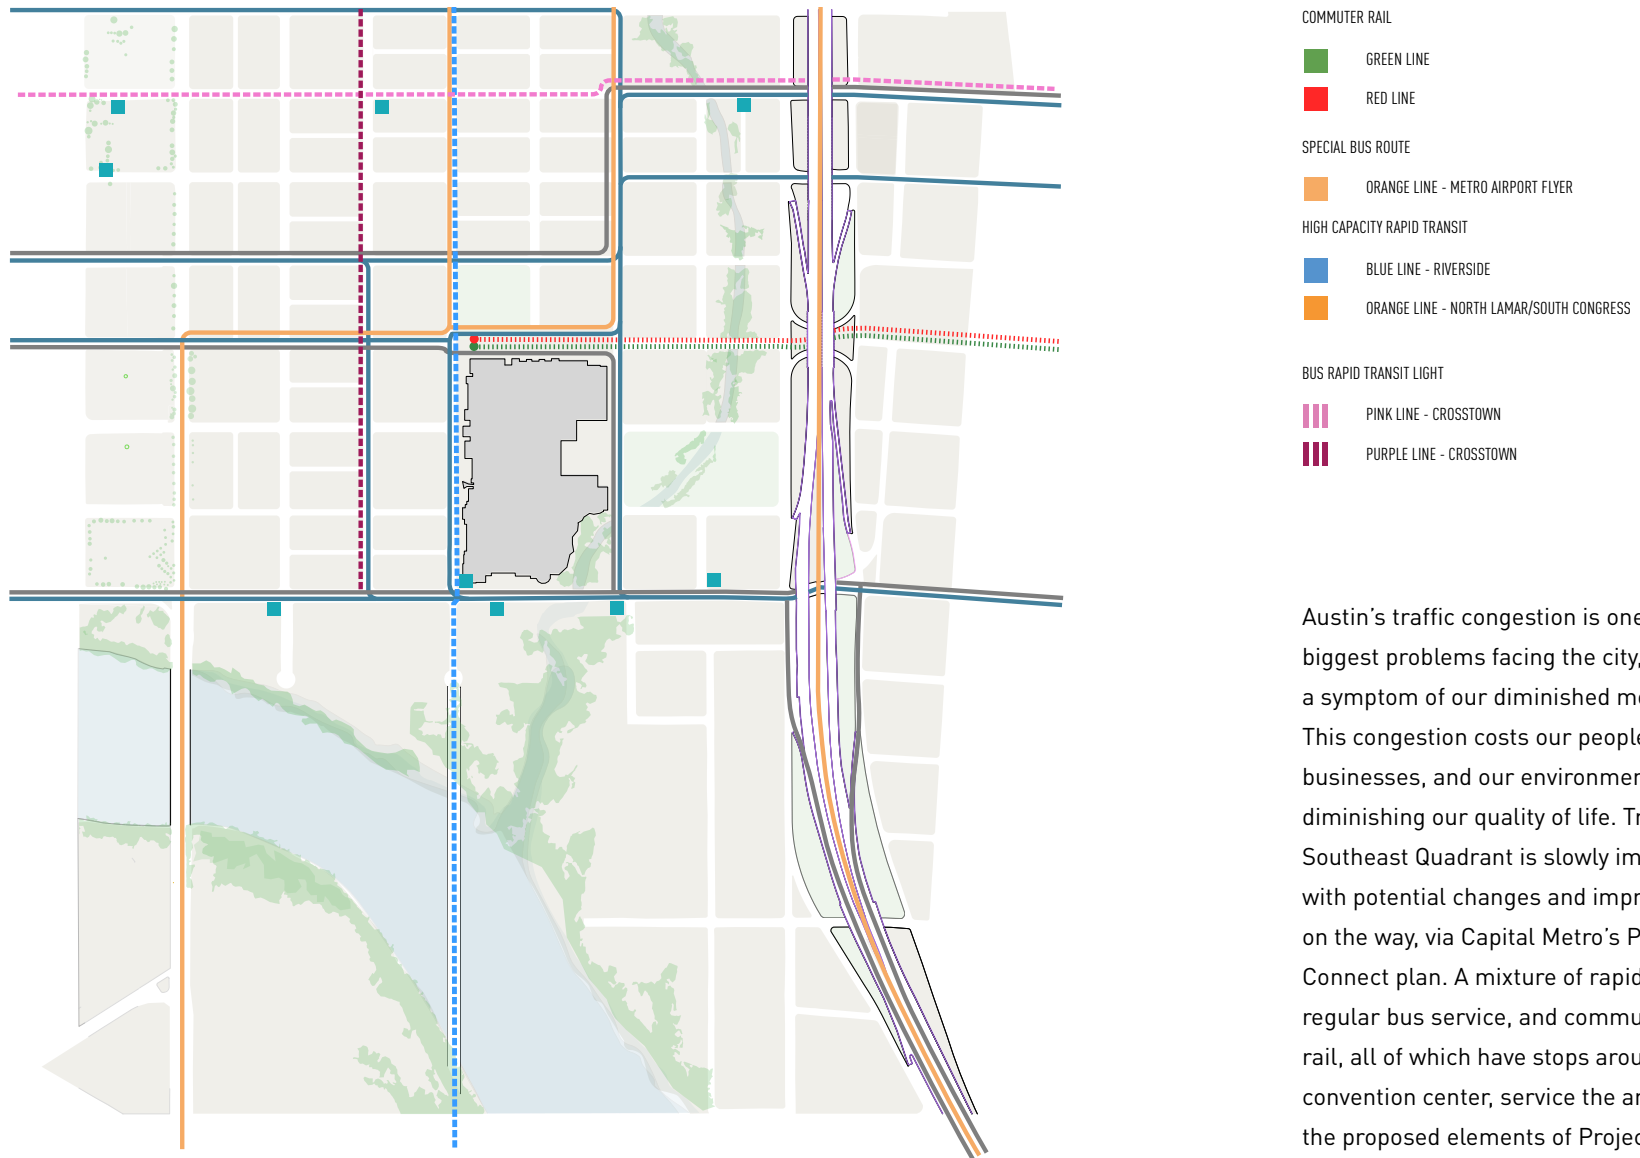 COMMUTER RAIL
GREEN LINE
RED LINE
SPECIAL BUS ROUTE
ORANGE LINE - METRO AIRPORT FLYER
HIGH CAPACITY RAPID TRANSIT
BLUE LINE - RIVERSIDE
ORANGE LINE - NORTH LAMAR/SOUTH CONGRESS
BUS RAPID TRANSIT LIGHT
PINK LINE - CROSSTOWN
PURPLE LINE - CROSSTOWN
Austin’s traffic congestion is one
biggest problems facing the city,
a symptom of our diminished
This congestion costs our people
businesses, and our
diminishing our quality of life.
Southeast Quadrant is slowly
with potential changes and
on the way, via Capital Metro’s
Connect plan. A mixture of rapid
regular bus service, and
rail, all of which have stops
convention center, service the
the proposed elements of